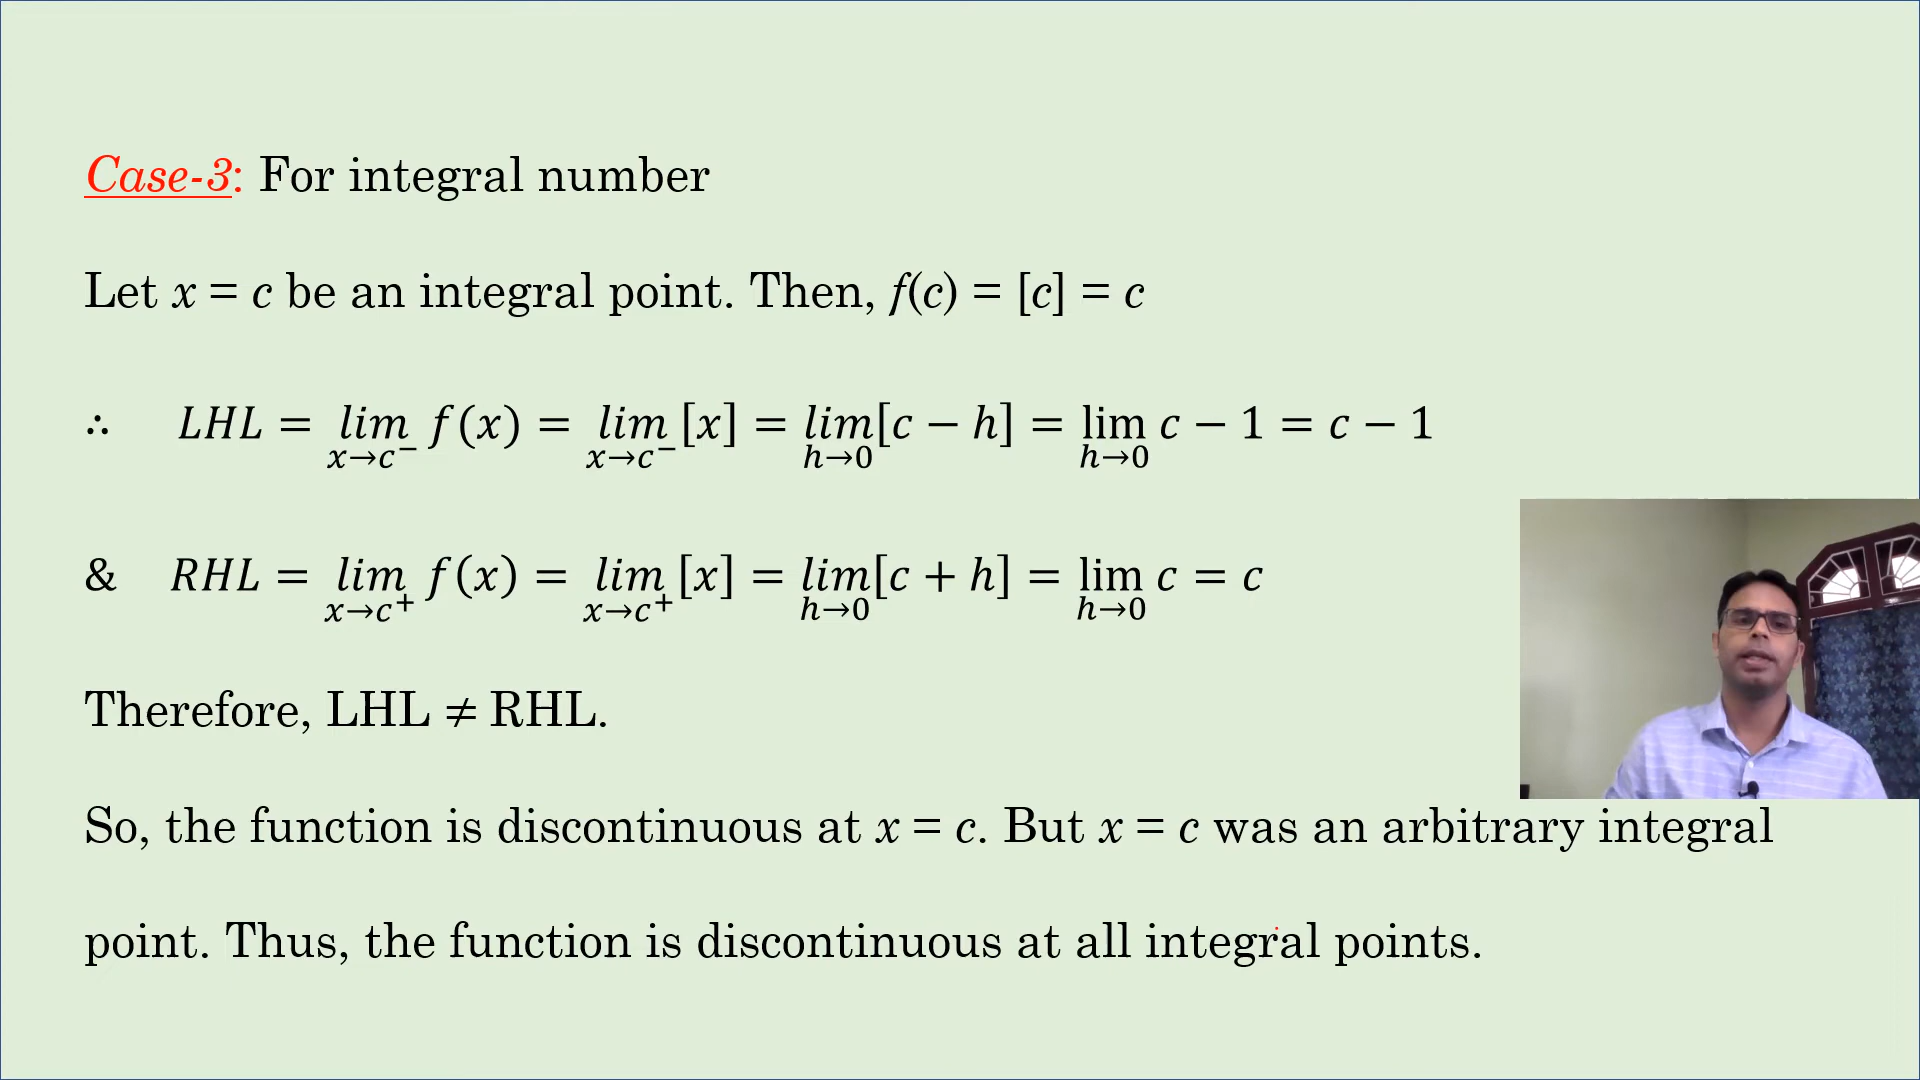 Case-3: For integral number
Let x = c be an integral point. Then, f(c) = [c] = c
∴ LHL = lim x→c⁻ f(x) = lim x→c⁻ [x] = lim h→0 [c − h] = lim h→0 c − 1 = c − 1
& RHL = lim x→c⁺ f(x) = lim x→c⁺ [x] = lim h→0 [c + h] = lim h→0 c = c
Therefore, LHL ≠ RHL.
So, the function is discontinuous at x = c. But x = c was an arbitrary integral
point. Thus, the function is discontinuous at all integral points.